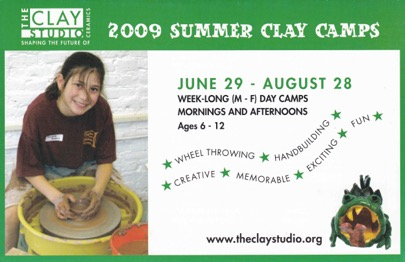 THE
CLAY
STUDIO
CERAMICS
SHAPING THE FUTURE OF
2009 SUMMER CLAY CAMPS
JUNE 29 - AUGUST 28
WEEK-LONG (M - F) DAY CAMPS
MORNINGS AND AFTERNOONS
Ages 6 - 12
WHEEL THROWING ★ HANDBUILDING ★ FUN ★
★ CREATIVE ★ MEMORABLE ★ EXCITING ★
www.theclaystudio.org